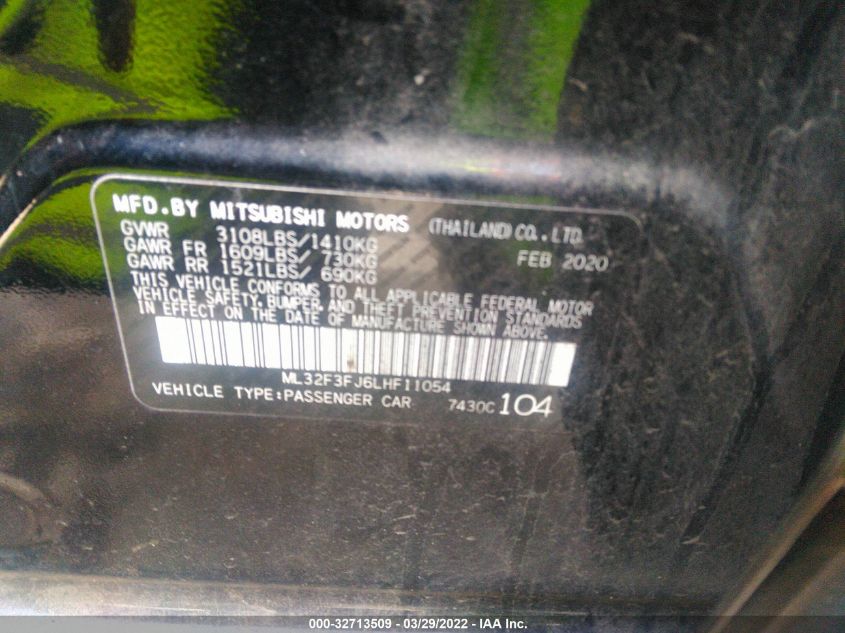 MFD.BY MITSUBISHI MOTORS (THAILAND) CO., LTD.
GVWR 3108LBS/1410KG
GAWR FR 1609LBS/ 730KG FEB 2020
GAWR RR 1521LBS/ 690KG
THIS VEHICLE CONFORMS TO ALL APPLICABLE FEDERAL MOTOR
VEHICLE SAFETY, BUMPER, AND THEFT PREVENTION STANDARDS
IN EFFECT ON THE DATE OF MANUFACTURE SHOWN ABOVE.
ML32F3FJ6LHF11054
VEHICLE TYPE:PASSENGER CAR 7430C 104
000-32713509 - 03/29/2022 - IAA Inc.